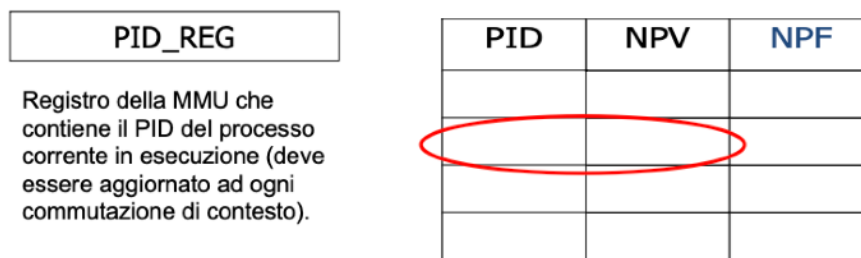 PID_REG
Registro della MMU che
contiene il PID del processo
corrente in esecuzione (deve
essere aggiornato ad ogni
commutazione di contesto).
PID NPV NPF